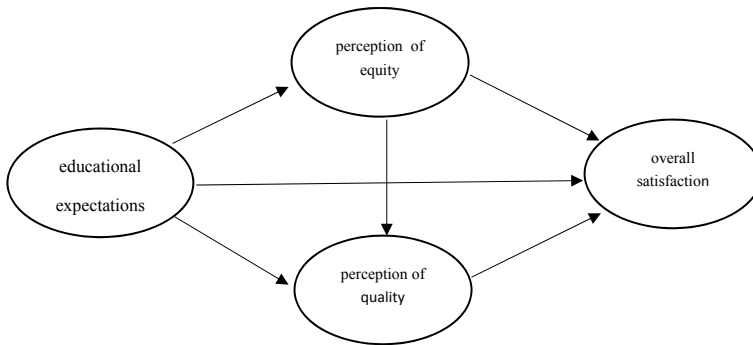 perception of
equity
educational
expectations
overall
satisfaction
perception of
quality